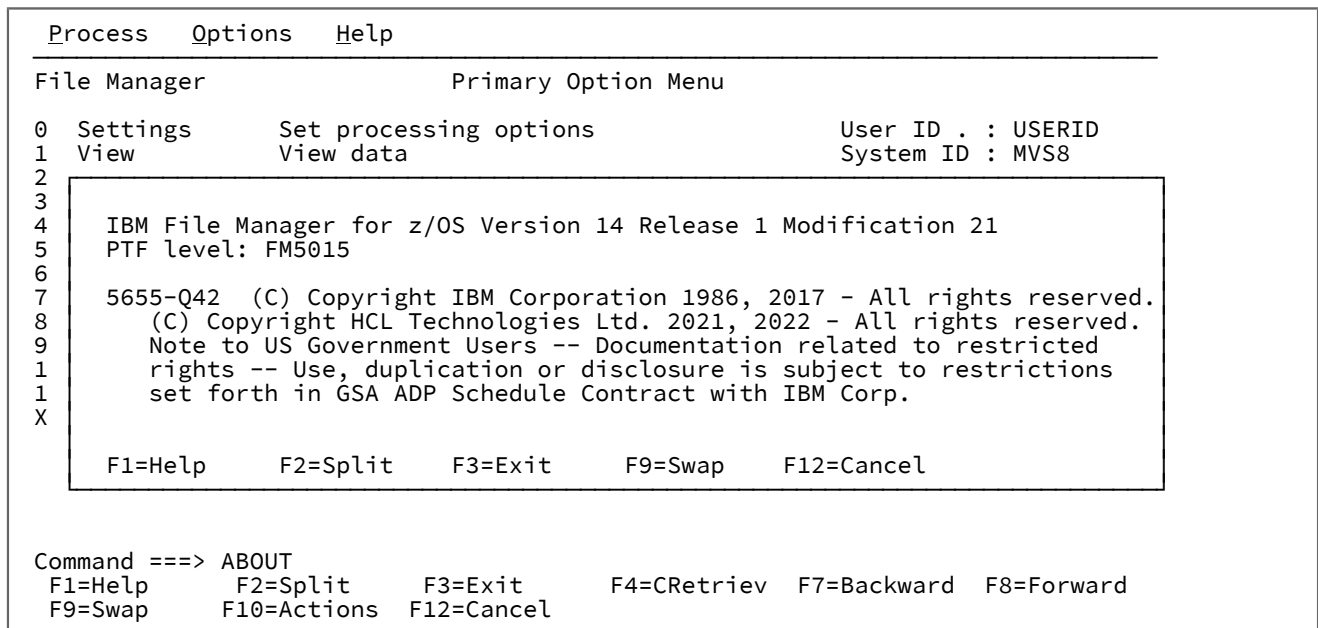 Process   Options   Help
File Manager                 Primary Option Menu
0  Settings      Set processing options                 User ID . : USERID
1  View          View data                              System ID : MVS8
2
3
4    IBM File Manager for z/OS Version 14 Release 1 Modification 21
5    PTF level: FM5015
6
7    5655-Q42  (C) Copyright IBM Corporation 1986, 2017 - All rights reserved.
8       (C) Copyright HCL Technologies Ltd. 2021, 2022 - All rights reserved.
9       Note to US Government Users -- Documentation related to restricted
1       rights -- Use, duplication or disclosure is subject to restrictions
1       set forth in GSA ADP Schedule Contract with IBM Corp.
X
F1=Help     F2=Split    F3=Exit     F9=Swap    F12=Cancel
Command ===> ABOUT
F1=Help      F2=Split     F3=Exit      F4=CRetriev  F7=Backward  F8=Forward
F9=Swap     F10=Actions  F12=Cancel